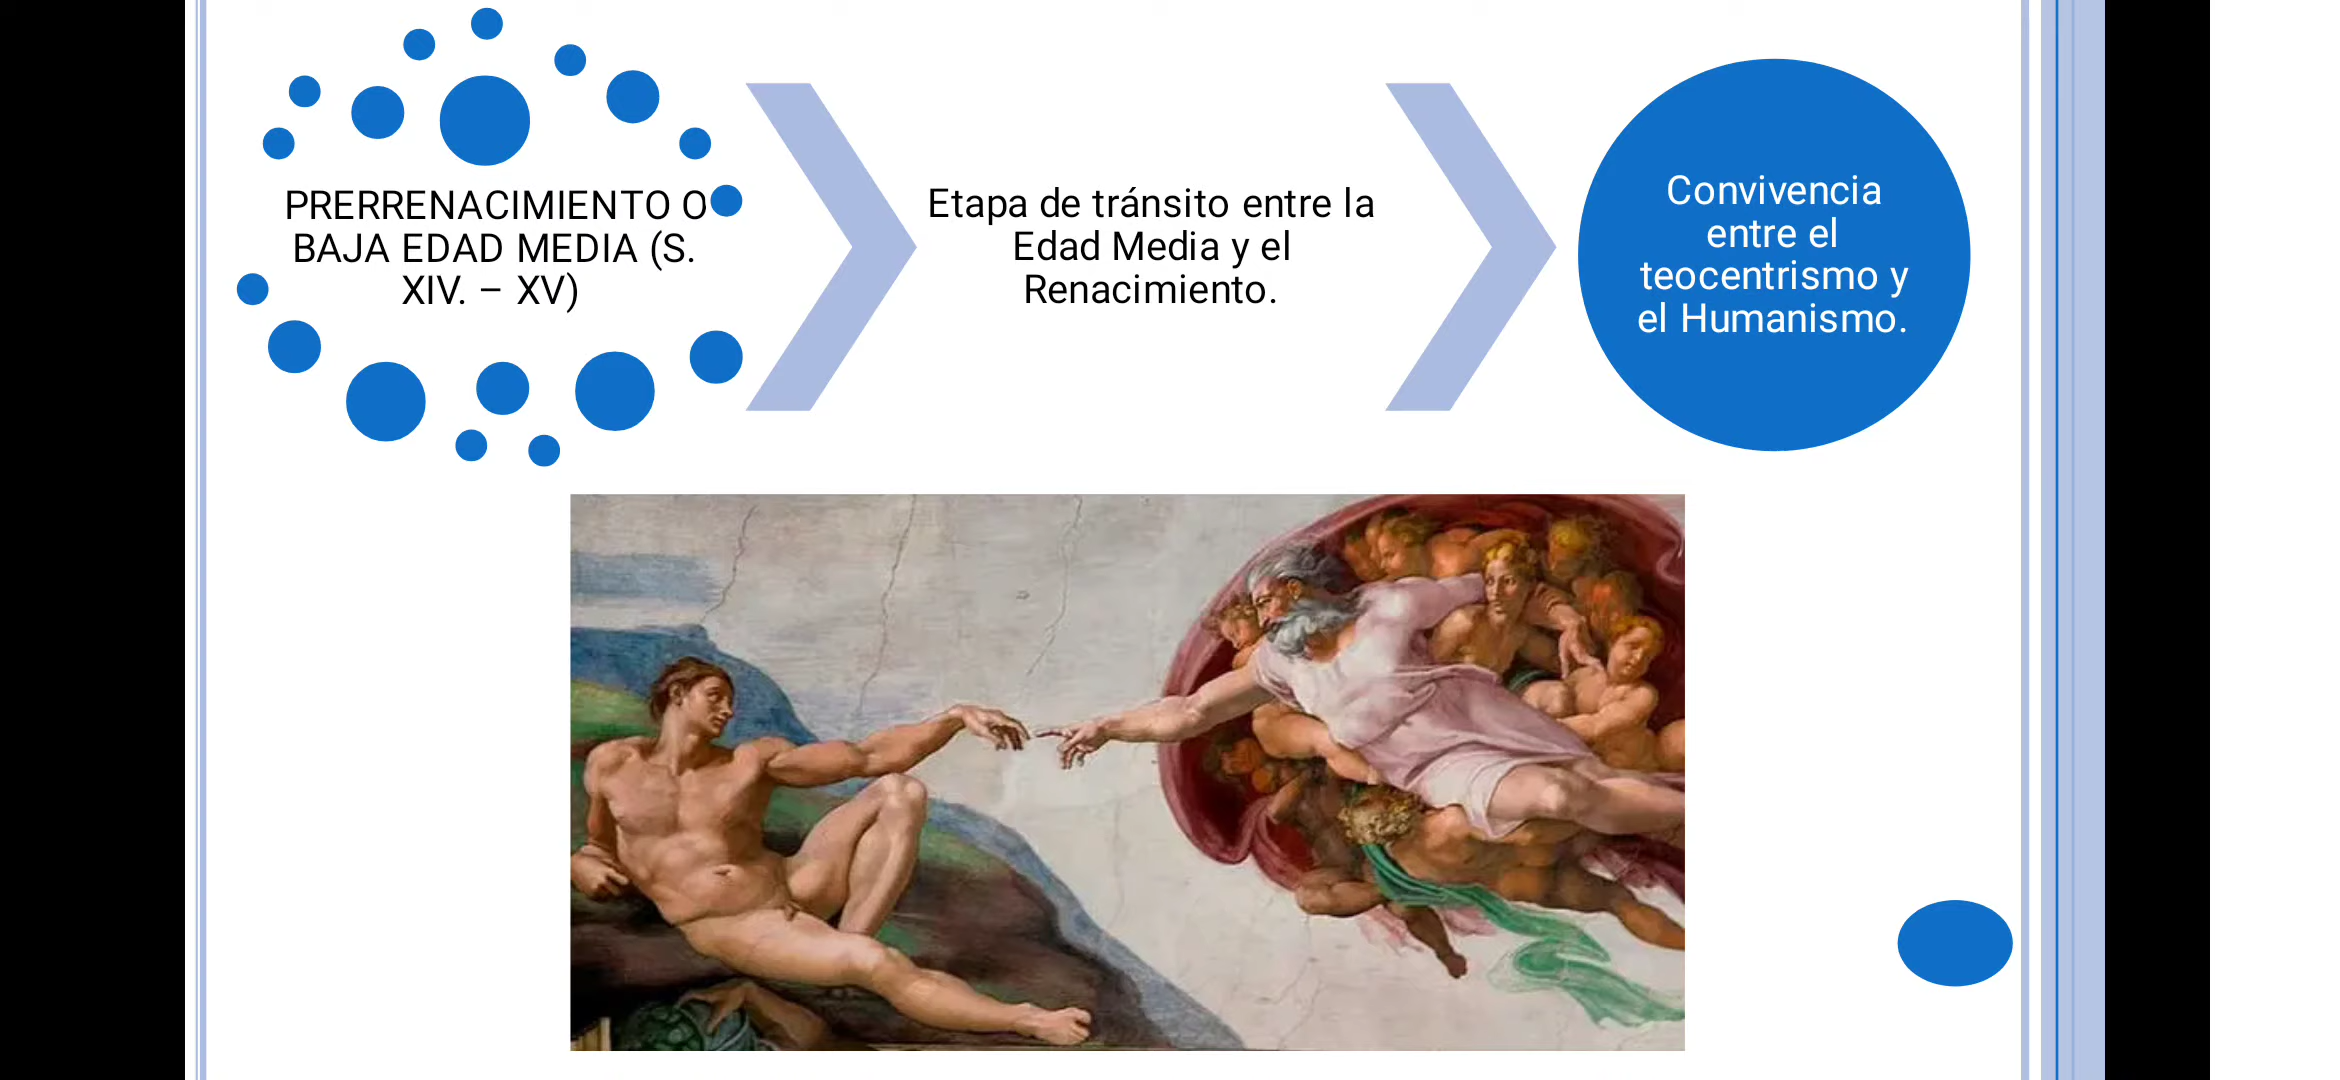 PRERRENACIMIENTO O
BAJA EDAD MEDIA (S.
XIV. – XV)
Etapa de tránsito entre la
Edad Media y el
Renacimiento.
Convivencia
entre el
teocentrismo y
el Humanismo.